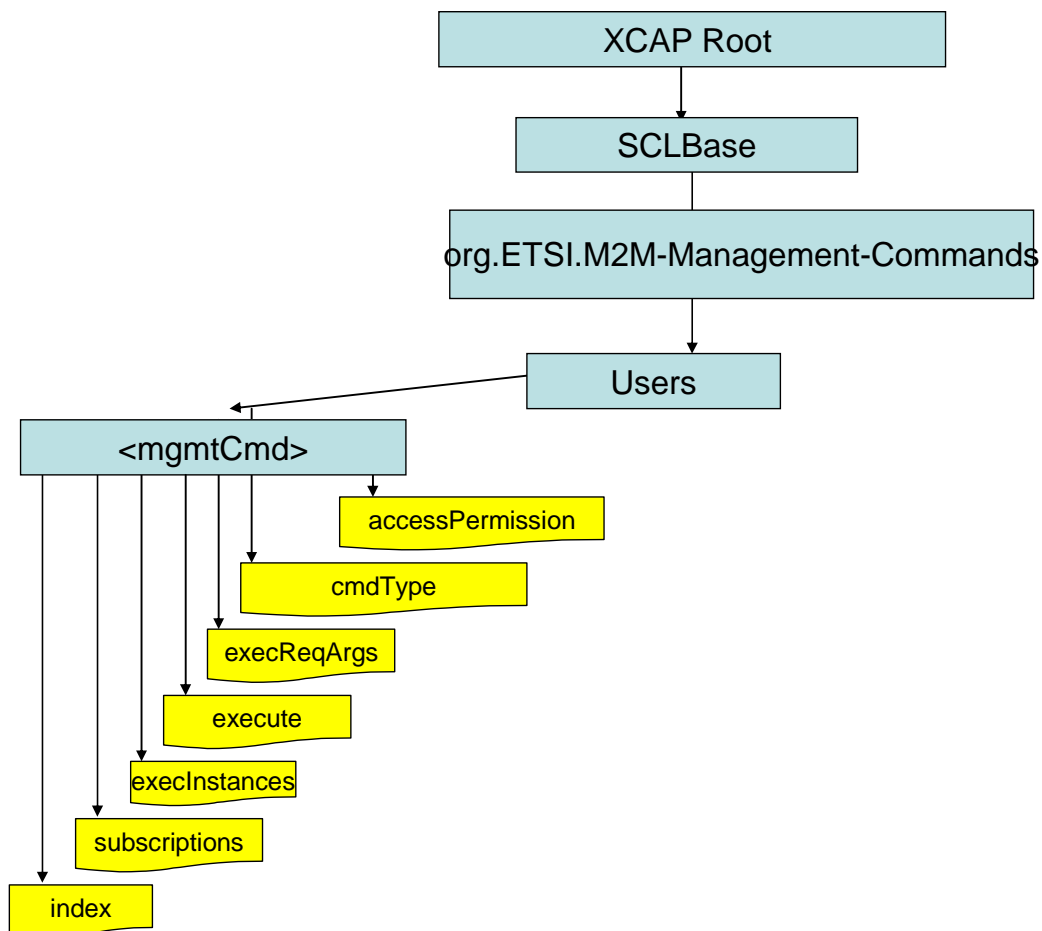 XCAP Root
SCLBase
org.ETSI.M2M-Management-Commands
Users
<mgmtCmd>
accessPermission
cmdType
execReqArgs
execute
execInstances
subscriptions
index